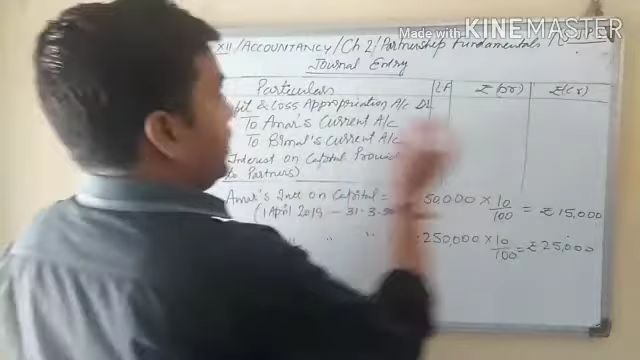 Made with KINEMASTER
XII/ACCOUNTANCY/Ch 2/Partnership Fundamentals/
Journal Entry
Particulars LF ₹(Dr) ₹(Cr)
& Loss Appropriation A/c Dr
To Amar's Current A/c
To Bimal's Current A/c
Interest on Capital
to Partners)
Amar's Int on Capital = 50,000 × 10/100 = ₹15,000
(1 April 2019 – 31-3-
" " 250,000 × 10/100 = ₹25,000